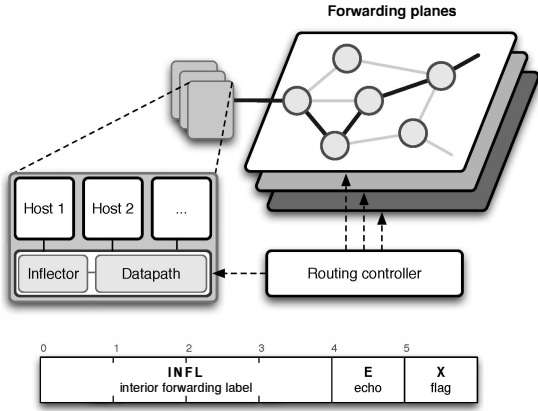 Forwarding planes
Host 1
Host 2
...
Inflector
Datapath
Routing controller
0 1 2 3 4 5
INFL E X
interior forwarding label echo flag